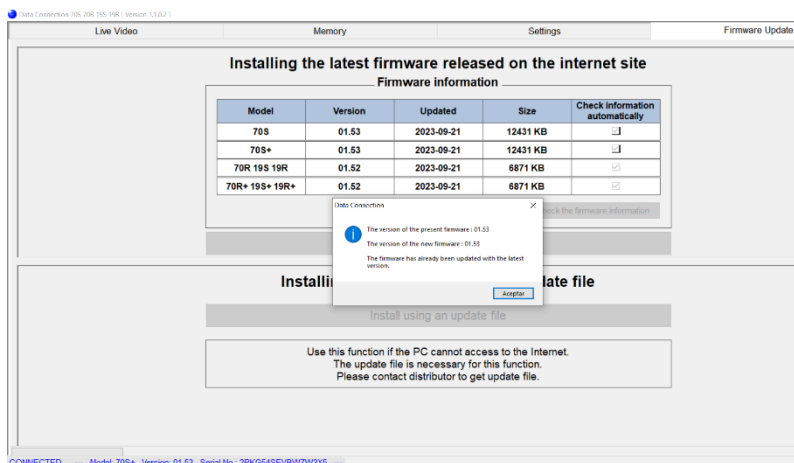 Data Connection 70S 70R 19S 19R ( Version 1.1.0.2 )
Live Video Memory Settings Firmware Update
Installing the latest firmware released on the internet site
Firmware information
Model Version Updated Size Check information automatically
70S 01.53 2023-09-21 12431 KB
70S+ 01.53 2023-09-21 12431 KB
70R 19S 19R 01.52 2023-09-21 6871 KB
70R+ 19S+ 19R+ 01.52 2023-09-21 6871 KB
Data Connection
eck the firmware information
The version of the present firmware : 01.53
The version of the new firmware : 01.53
The firmware has already been updated with the latest
version.
Aceptar
Installi late file
Install using an update file
Use this function if the PC cannot access to the Internet.
The update file is necessary for this function.
Please contact distributor to get update file.
CONNECTED Model: 70S+ Version: 01.53 Serial No.: